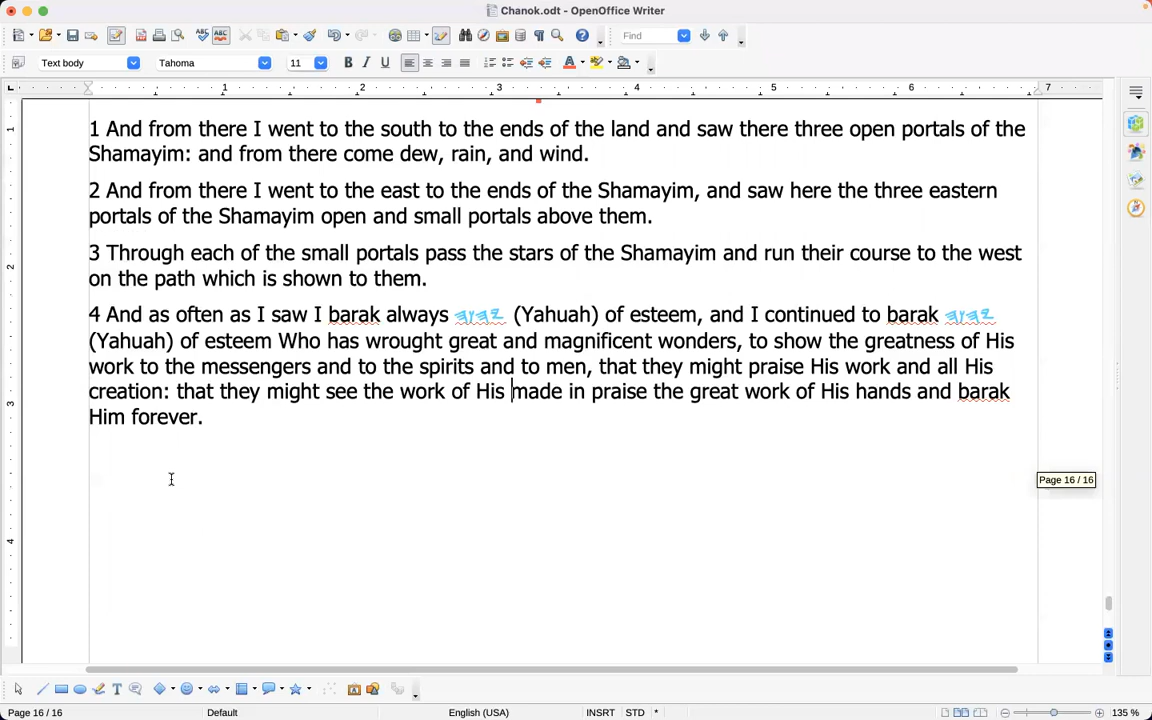 Chanok.odt - OpenOffice Writer
Find
Text body
Tahoma
11
1 2 3 4 5 6 7
1 And from there I went to the south to the ends of the land and saw there three open portals of the
Shamayim: and from there come dew, rain, and wind.
2 And from there I went to the east to the ends of the Shamayim, and saw here the three eastern
portals of the Shamayim open and small portals above them.
3 Through each of the small portals pass the stars of the Shamayim and run their course to the west
on the path which is shown to them.
4 And as often as I saw I barak always 𐤉𐤄𐤅𐤄 (Yahuah) of esteem, and I continued to barak 𐤉𐤄𐤅𐤄
(Yahuah) of esteem Who has wrought great and magnificent wonders, to show the greatness of His
work to the messengers and to the spirits and to men, that they might praise His work and all His
creation: that they might see the work of His made in praise the great work of His hands and barak
Him forever.
Page 16 / 16
Page 16 / 16
Default
English (USA)
INSRT
STD
*
135 %